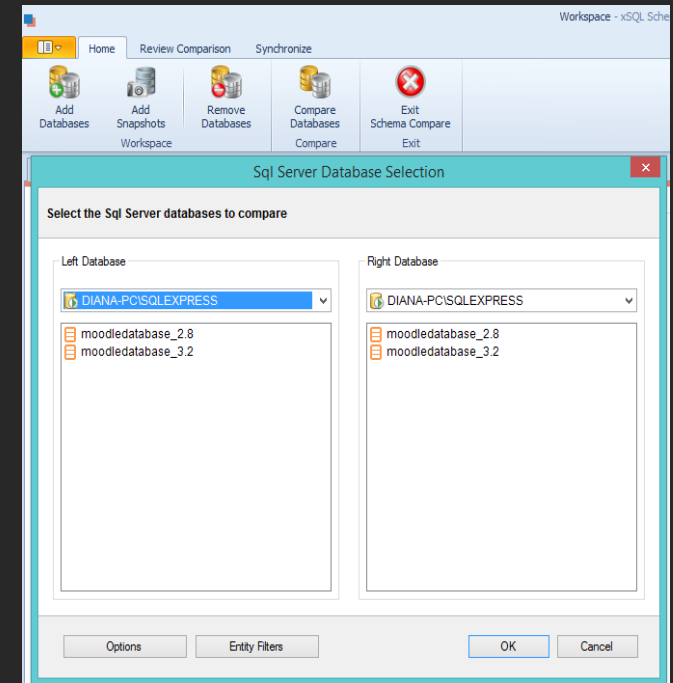 Workspace - xSQL Sche
Home Review Comparison Synchronize
Add Databases
Add Snapshots
Remove Databases
Compare Databases
Exit Schema Compare
Workspace Compare Exit
Sql Server Database Selection
Select the Sql Server databases to compare
Left Database
DIANA-PC\SQLEXPRESS
moodledatabase_2.8
moodledatabase_3.2
Right Database
DIANA-PC\SQLEXPRESS
moodledatabase_2.8
moodledatabase_3.2
Options Entity Filters OK Cancel